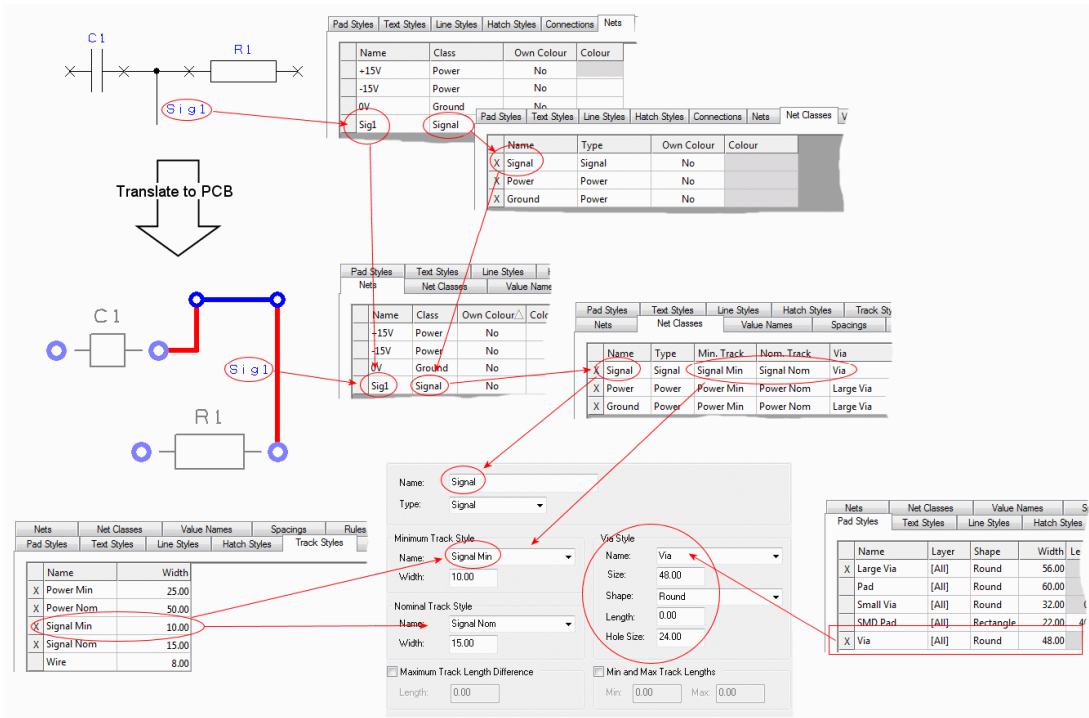 C1
R1
Sig1
Pad Styles Text Styles Line Styles Hatch Styles Connections Nets
Name Class Own Colour Colour
+15V Power No
-15V Power No
0V Ground No
Sig1 Signal
Pad Styles Text Styles Line Styles Hatch Styles Connections Nets Net Classes V
Name Type Own Colour Colour
X Signal Signal No
X Power Power No
X Ground Power No
Translate to PCB
Pad Styles Text Styles Line Styles H
Nets Net Classes Value Name
Name Class Own Colour Colo
+15V Power No
-15V Power No
0V Ground No
Sig1 Signal No
C1
Sig1
R1
Pad Styles Text Styles Line Styles Hatch Styles Track Sty
Nets Net Classes Value Names Spacings
Name Type Min. Track Nom. Track Via
X Signal Signal Signal Min Signal Nom Via
X Power Power Power Min Power Nom Large Via
X Ground Power Power Min Power Nom Large Via
Name: Signal
Type: Signal
Minimum Track Style
Name: Signal Min
Width: 10.00
Nominal Track Style
Name: Signal Nom
Width: 15.00
Via Style
Name: Via
Size: 48.00
Shape: Round
Length: 0.00
Hole Size: 24.00
Maximum Track Length Difference
Length: 0.00
Min and Max Track Lengths
Min: 0.00 Max: 0.00
Nets Net Classes Value Names Spacings Rules
Pad Styles Text Styles Line Styles Hatch Styles Track Styles
Name Width
X Power Min 25.00
X Power Nom 50.00
X Signal Min 10.00
X Signal Nom 15.00
Wire 8.00
Nets Net Classes Value Names S
Pad Styles Text Styles Line Styles Hatch Styles
Name Layer Shape Width Le
X Large Via [All] Round 56.00
Pad [All] Round 60.00
Small Via [All] Round 32.00
SMD Pad [All] Rectangle 22.00
X Via [All] Round 48.00